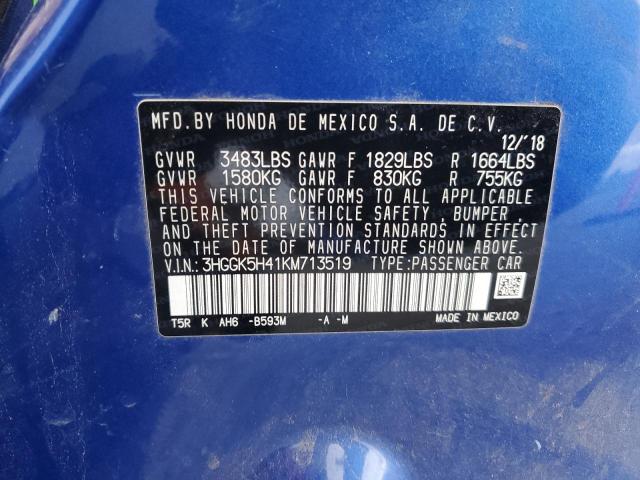 MFD.BY HONDA DE MEXICO S.A. DE C.V.
12/'18
GVWR 3483LBS GAWR F 1829LBS R 1664LBS
GVWR 1580KG GAWR F 830KG R 755KG
THIS VEHICLE CONFORMS TO ALL APPLICABLE
FEDERAL MOTOR VEHICLE SAFETY, BUMPER,
AND THEFT PREVENTION STANDARDS IN EFFECT
ON THE DATE OF MANUFACTURE SHOWN ABOVE.
V.I.N.: 3HGGK5H41KM713519 TYPE:PASSENGER CAR
T5R K AH6 -B593M -A -M MADE IN MEXICO